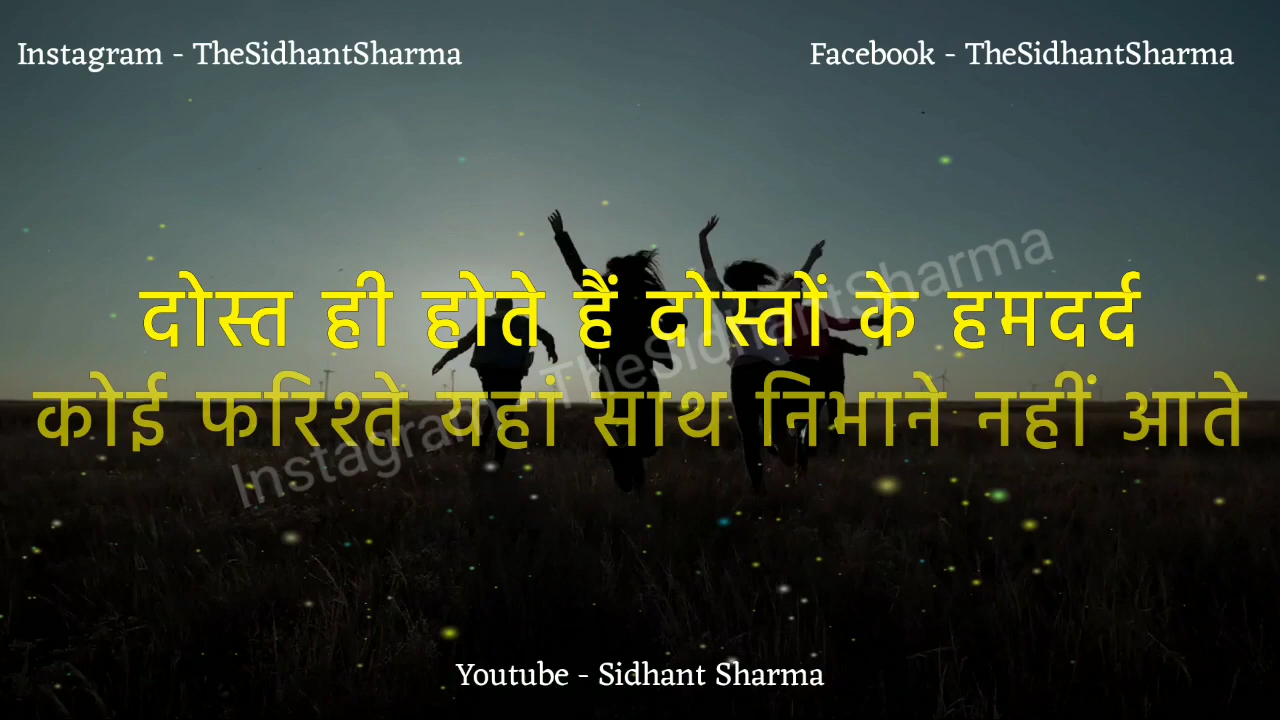 Instagram - TheSidhantSharma
Facebook - TheSidhantSharma
दोस्त ही होते हैं दोस्तों के हमदर्द
कोई फरिश्ते यहां साथ निभाने नहीं आते
Instagram - TheSidhantSharma
Youtube - Sidhant Sharma